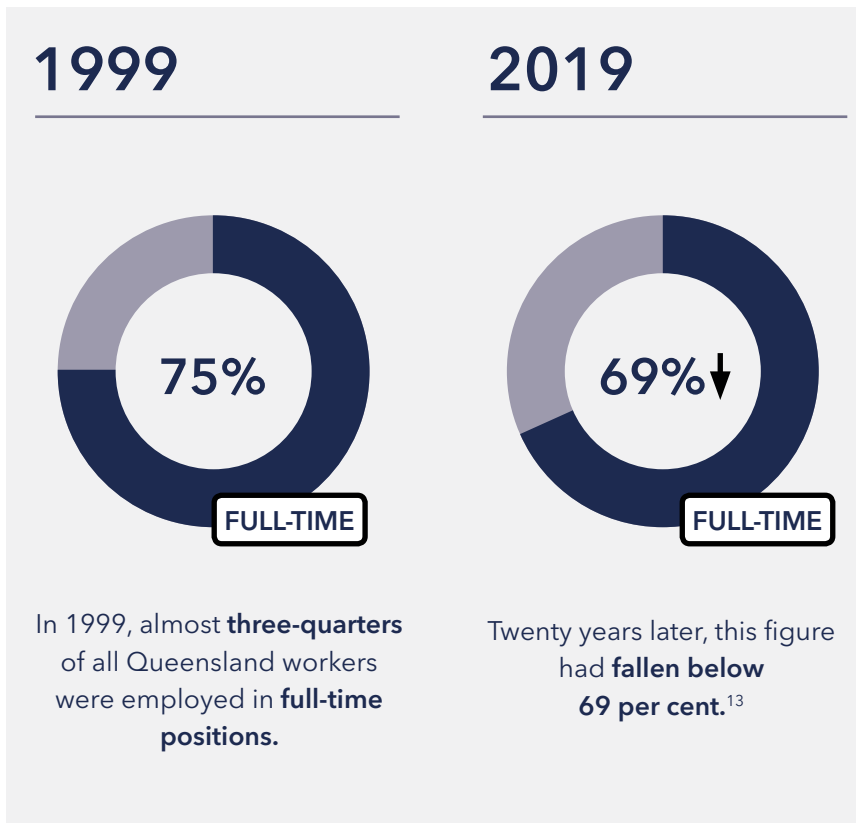 1999
75%
FULL-TIME
In 1999, almost three-quarters
of all Queensland workers
were employed in full-time
positions.
2019
69%
FULL-TIME
Twenty years later, this figure
had fallen below
69 per cent.¹³